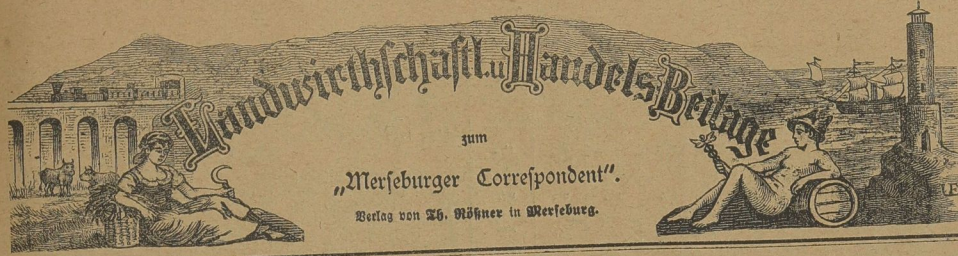 Landwirthschaftl. u. Handels Beilage
zum
„Merseburger Correspondent“.
Verlag von Th. Rößner in Merseburg.